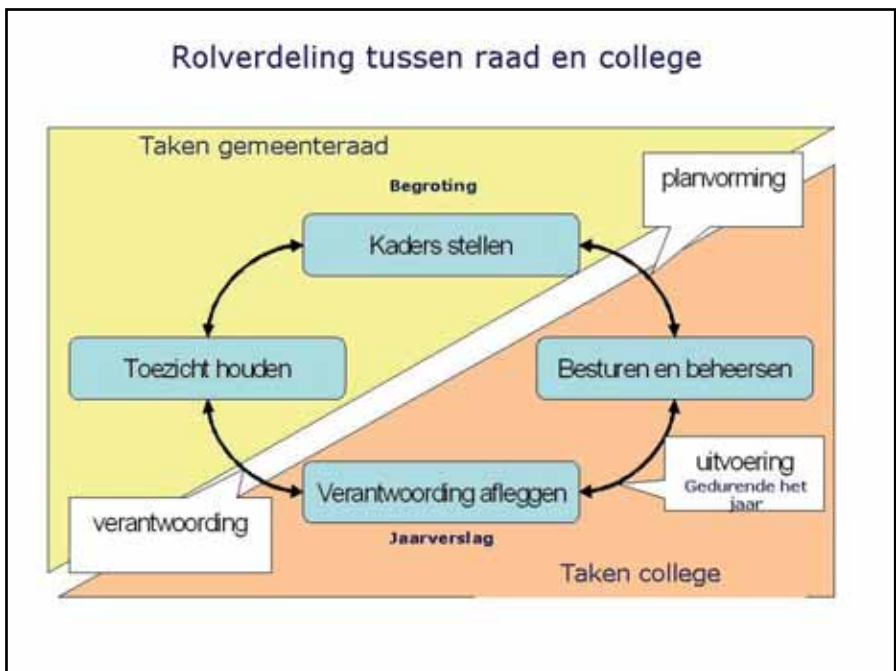 Rolverdeling tussen raad en college
Taken gemeenteraad
planvorming
Begroting
Kaders stellen
Toezicht houden
Besturen en beheersen
uitvoering
Gedurende het
jaar
Verantwoording afleggen
verantwoording
Jaarverslag
Taken college